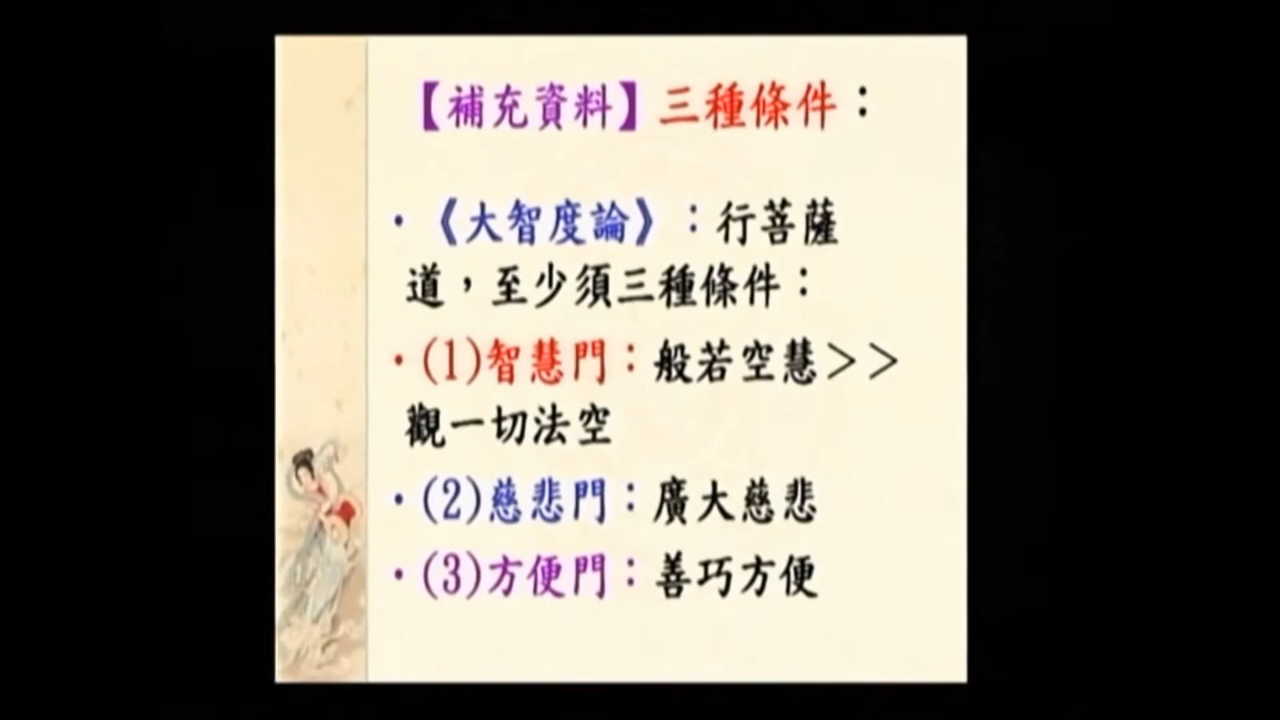 【補充資料】三種條件：
•《大智度論》：行菩薩
道，至少須三種條件：
•(1)智慧門：般若空慧＞＞
觀一切法空
•(2)慈悲門：廣大慈悲
•(3)方便門：善巧方便